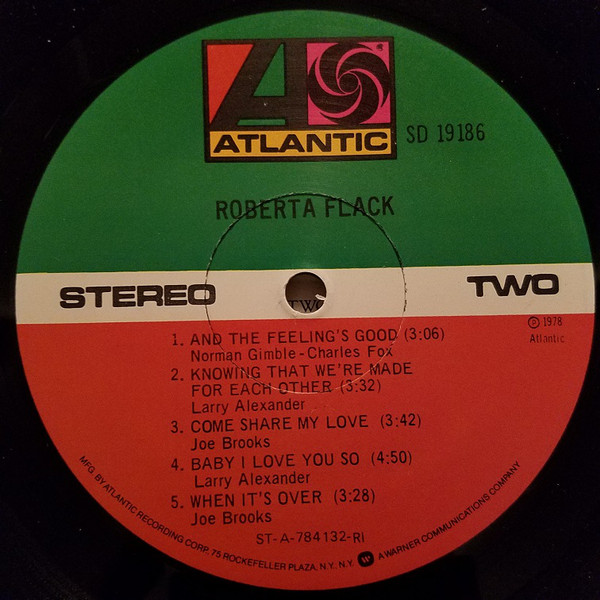 ATLANTIC
SD 19186
ROBERTA FLACK
STEREO
TWO
TWO
℗ 1978
Atlantic
1. AND THE FEELING'S GOOD (3:06)
Norman Gimble-Charles Fox
2. KNOWING THAT WE'RE MADE
FOR EACH OTHER (3:32)
Larry Alexander
3. COME SHARE MY LOVE (3:42)
Joe Brooks
4. BABY I LOVE YOU SO (4:50)
Larry Alexander
5. WHEN IT'S OVER (3:28)
Joe Brooks
ST-A-784132-RI
MFG. BY ATLANTIC RECORDING CORP. 75 ROCKEFELLER PLAZA, N.Y. N.Y. W A WARNER COMMUNICATIONS COMPANY